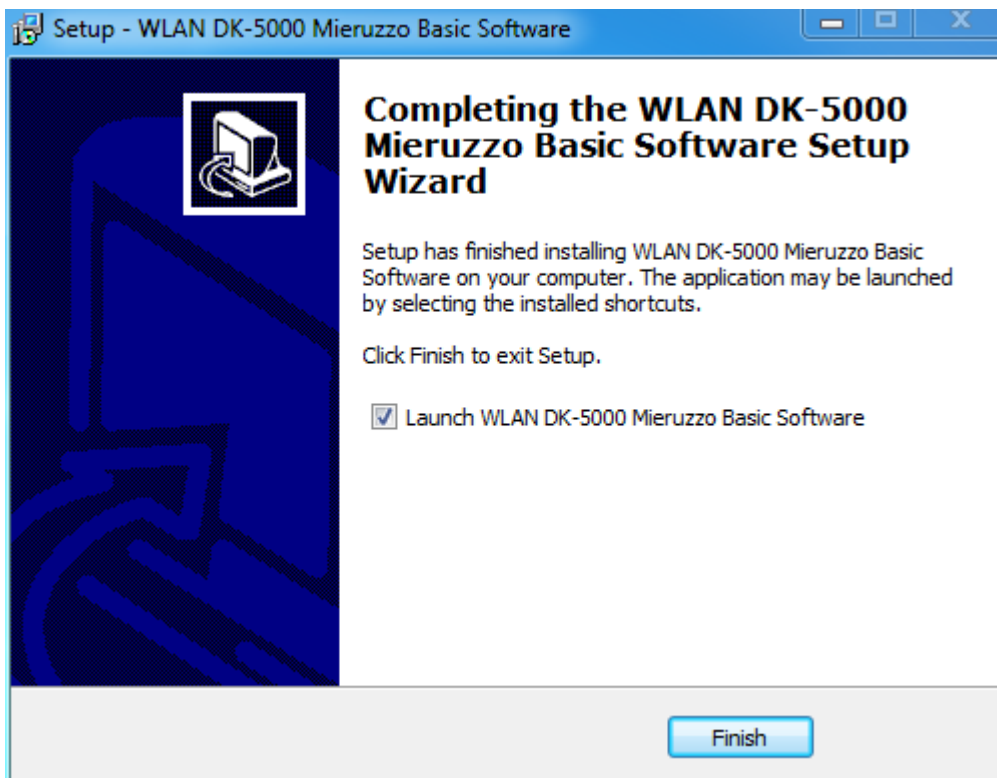 Setup - WLAN DK-5000 Mieruzzo Basic Software
Completing the WLAN DK-5000
Mieruzzo Basic Software Setup
Wizard
Setup has finished installing WLAN DK-5000 Mieruzzo Basic
Software on your computer. The application may be launched
by selecting the installed shortcuts.
Click Finish to exit Setup.
Launch WLAN DK-5000 Mieruzzo Basic Software
Finish